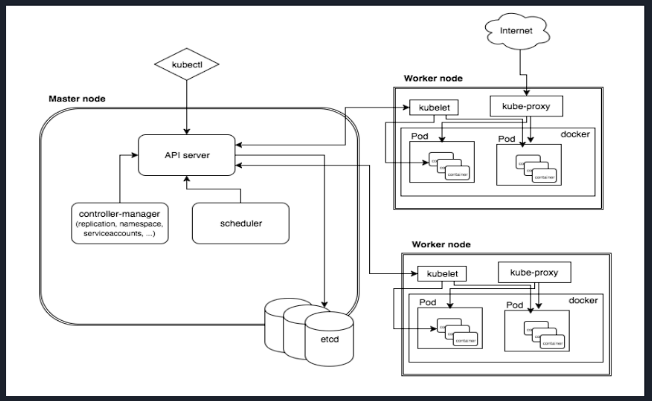 Internet
kubectl
Worker node
Master node
kubelet
kube-proxy
docker
Pod
Pod
container
container
API server
controller-manager
(replication, namespace,
serviceaccounts, ...)
scheduler
Worker node
kubelet
kube-proxy
docker
Pod
Pod
container
container
etcd